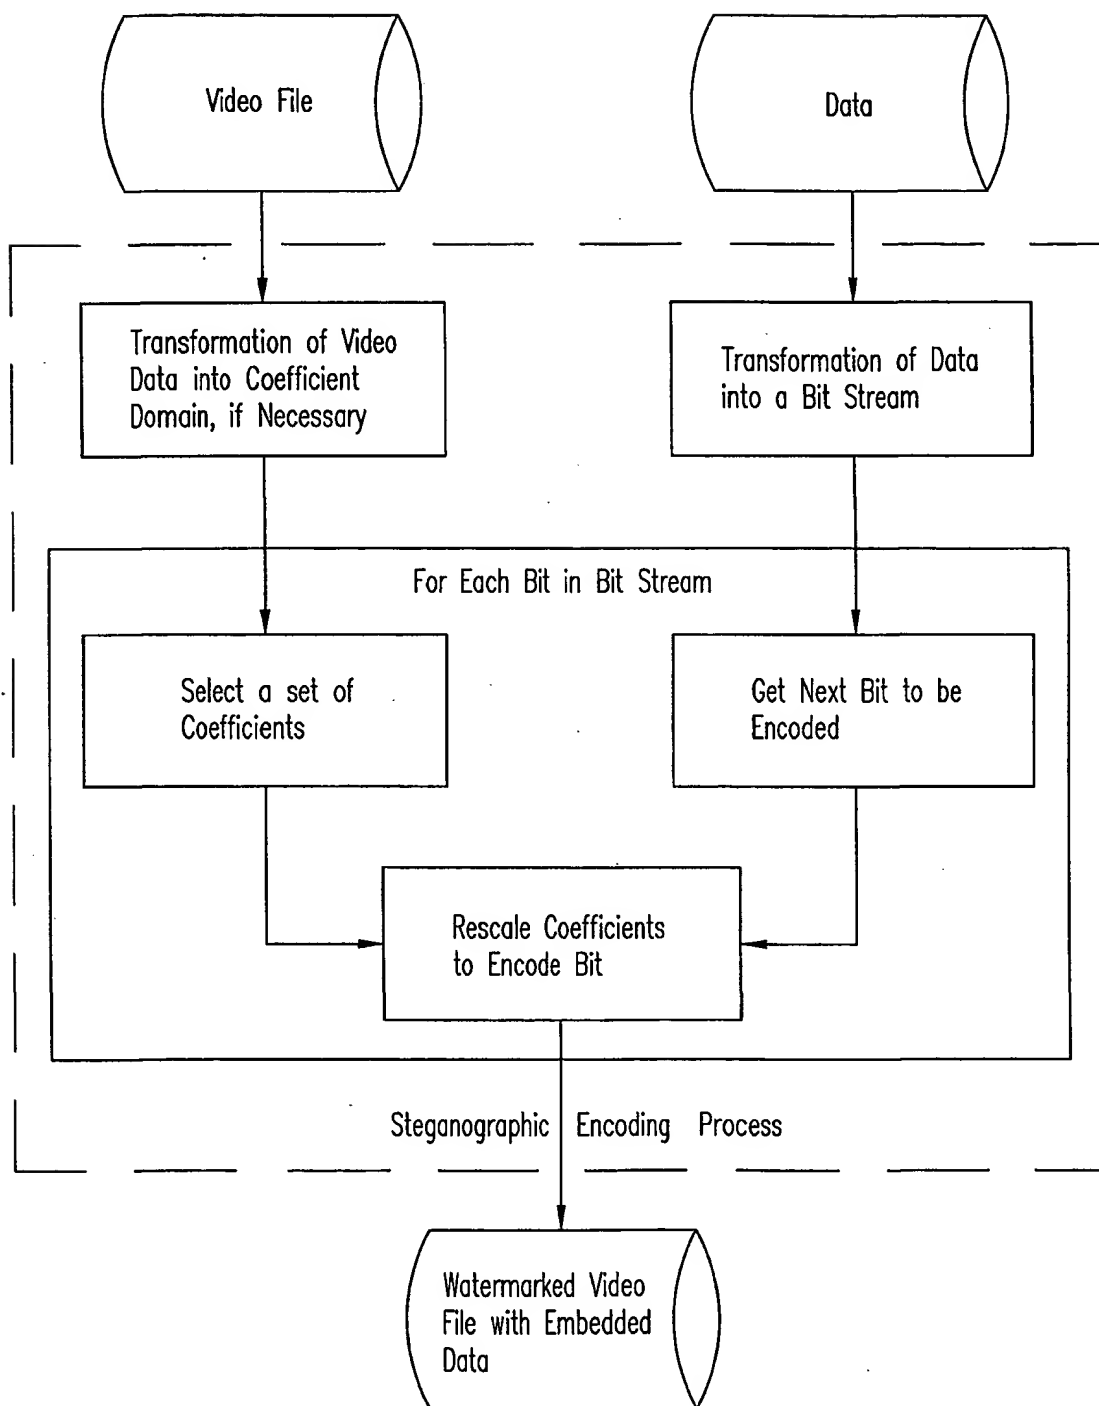 Video File
Data
Transformation of Video
Data into Coefficient
Domain, if Necessary
Transformation of Data
into a Bit Stream
For Each Bit in Bit Stream
Select a set of
Coefficients
Get Next Bit to be
Encoded
Rescale Coefficients
to Encode Bit
Steganographic Encoding Process
Watermarked Video
File with Embedded
Data